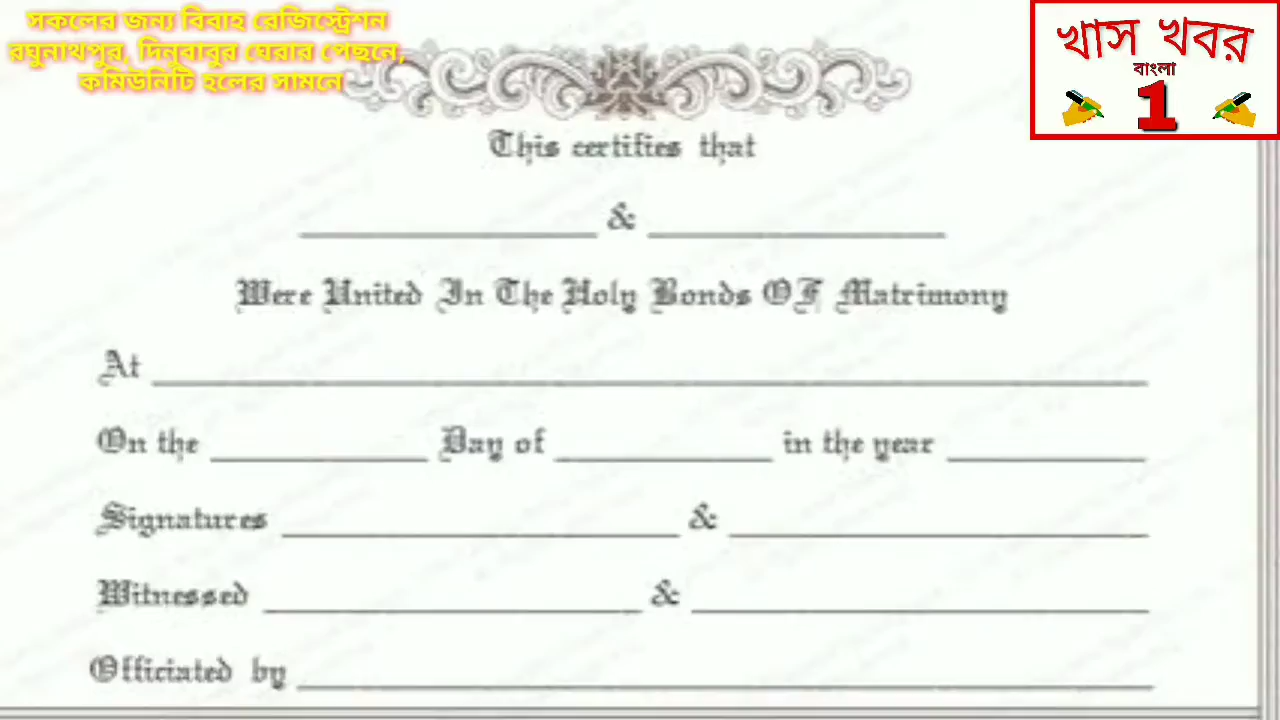 সকলের জন্য বিবাহ রেজিস্ট্রেশন
রঘুনাথপুর, দিনুবাবুর ঘেরার পেছনে,
কমিউনিটি হলের সামনে
খাস খবর
বাংলা
1
This certifies that
&
Were United In The Holy Bonds OF Matrimony
At
On the Day of in the year
Signatures &
Witnessed &
Officiated by